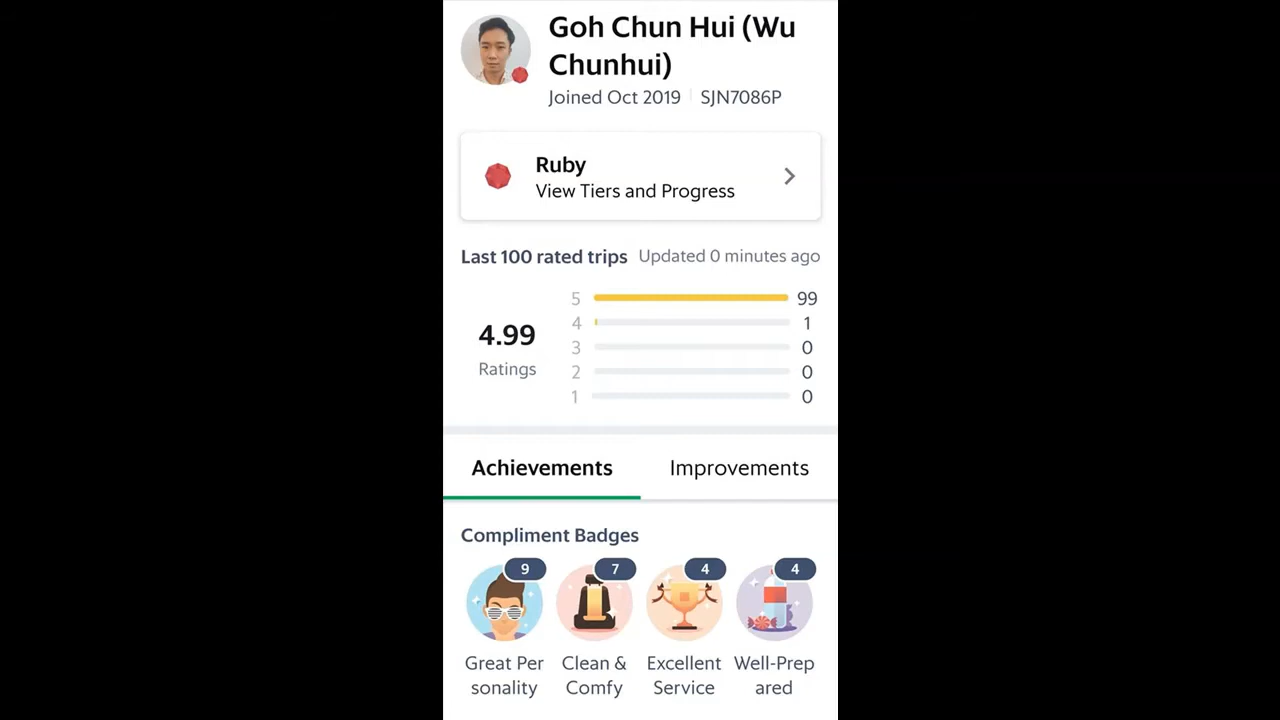 Goh Chun Hui (Wu
Chunhui)
Joined Oct 2019 SJN7086P
Ruby
View Tiers and Progress
Last 100 rated trips Updated 0 minutes ago
5 99
4 1
3 0
2 0
1 0
4.99
Ratings
Achievements Improvements
Compliment Badges
9 7 4 4
Great Per Clean & Excellent Well-Prep
sonality Comfy Service ared